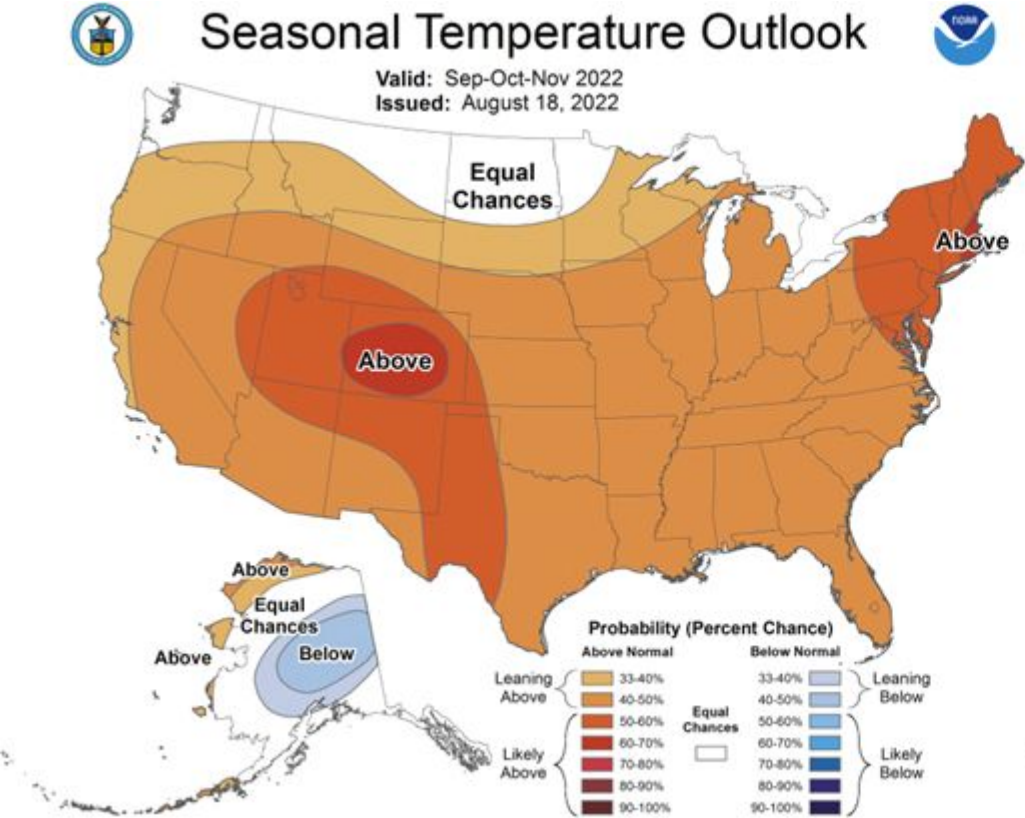 Seasonal Temperature Outlook
NOAA
Valid: Sep-Oct-Nov 2022
Issued: August 18, 2022
Equal
Chances
Above
Above
Above
Equal
Chances
Above
Below
Probability (Percent Chance)
Above Normal
Below Normal
Leaning
Above
33-40%
40-50%
Likely
Above
50-60%
60-70%
70-80%
80-90%
90-100%
Equal
Chances
33-40%
40-50%
Leaning
Below
50-60%
60-70%
70-80%
80-90%
90-100%
Likely
Below